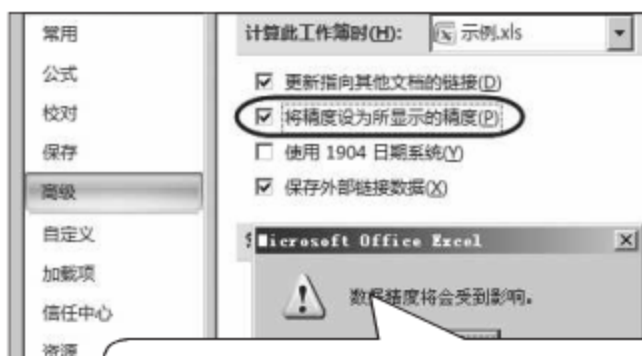 常用
公式
校对
保存
高级
自定义
加载项
信任中心
资源
计算此工作簿时(H): 示例.xls
更新指向其他文档的链接(D)
将精度设为所显示的精度(P)
使用 1904 日期系统(Y)
保存外部链接数据(X)
Microsoft Office Excel
数据精度将会受到影响。